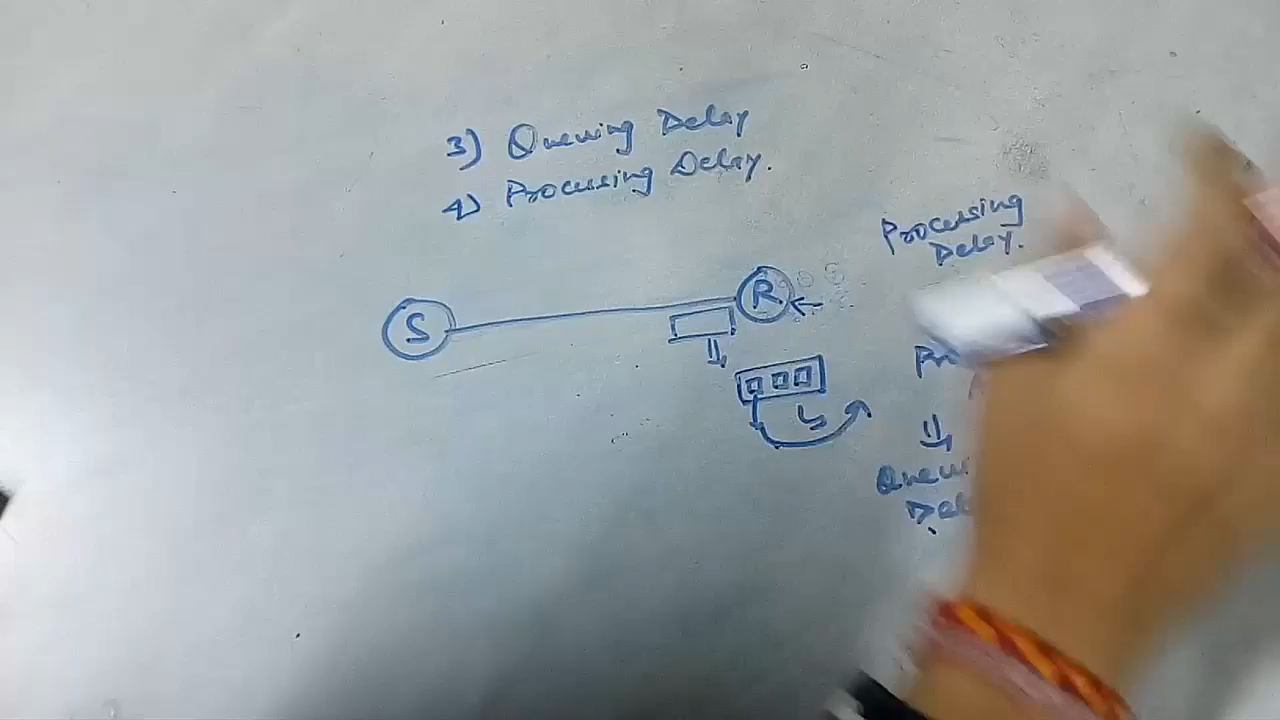 3) Queuing Delay
4) Processing Delay.
Processing
Delay.
S
R